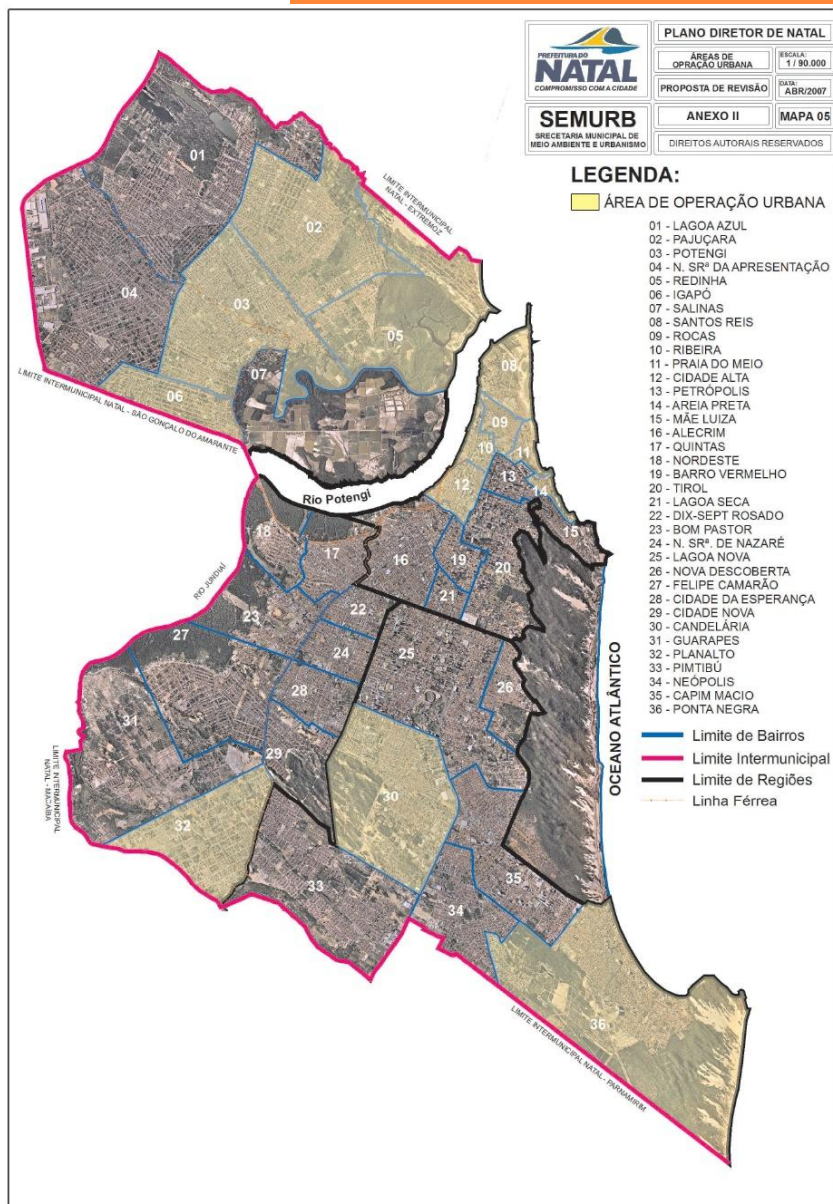 PREFEITURA DO
NATAL
COMPROMISSO COM A CIDADE
SEMURB
SRECETARIA MUNICIPAL DE
MEIO AMBIENTE E URBANISMO
PLANO DIRETOR DE NATAL
ÁREAS DE
OPRAÇÃO URBANA
ESCALA:
1 / 90.000
PROPOSTA DE REVISÃO
DATA:
ABR/2007
ANEXO II
MAPA 05
DIREITOS AUTORAIS RESERVADOS
LEGENDA:
ÁREA DE OPERAÇÃO URBANA
01 - LAGOA AZUL
02 - PAJUÇARA
03 - POTENGI
04 - N. SRª DA APRESENTAÇÃO
05 - REDINHA
06 - IGAPÓ
07 - SALINAS
08 - SANTOS REIS
09 - ROCAS
10 - RIBEIRA
11 - PRAIA DO MEIO
12 - CIDADE ALTA
13 - PETRÓPOLIS
14 - AREIA PRETA
15 - MÃE LUIZA
16 - ALECRIM
17 - QUINTAS
18 - NORDESTE
19 - BARRO VERMELHO
20 - TIROL
21 - LAGOA SECA
22 - DIX-SEPT ROSADO
23 - BOM PASTOR
24 - N. SRª. DE NAZARÉ
25 - LAGOA NOVA
26 - NOVA DESCOBERTA
27 - FELIPE CAMARÃO
28 - CIDADE DA ESPERANÇA
29 - CIDADE NOVA
30 - CANDELÁRIA
31 - GUARAPES
32 - PLANALTO
33 - PIMTIBÚ
34 - NEÓPOLIS
35 - CAPIM MACIO
36 - PONTA NEGRA
Limite de Bairros
Limite Intermunicipal
Limite de Regiões
Linha Férrea
01
LIMITE INTERMUNICIPAL
NATAL - EXTREMOZ
02
04
03
05
07
06
08
LIMITE INTERMUNICIPAL NATAL - SÃO GONÇALO DO AMARANTE
09
10
11
13
12
14
Rio Potengi
18
17
16
19
15
20
RIO JUNDIAÍ
21
22
23
27
24
25
28
26
31
29
OCEANO ATLÂNTICO
LIMITE INTERMUNICIPAL
NATAL - MACAÍBA
30
32
33
35
34
36
LIMITE INTERMUNICIPAL NATAL - PARNAMIRIM